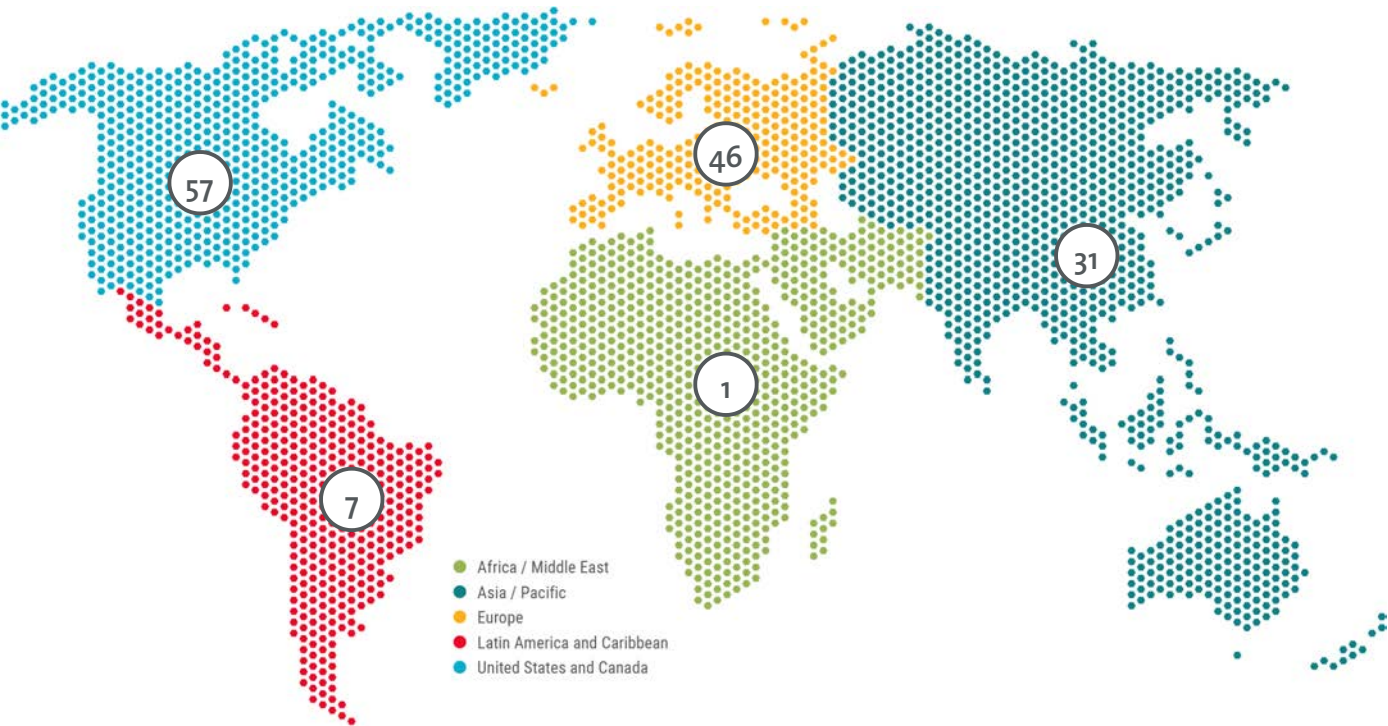 46
57
31
1
7
Africa / Middle East
Asia / Pacific
Europe
Latin America and Caribbean
United States and Canada